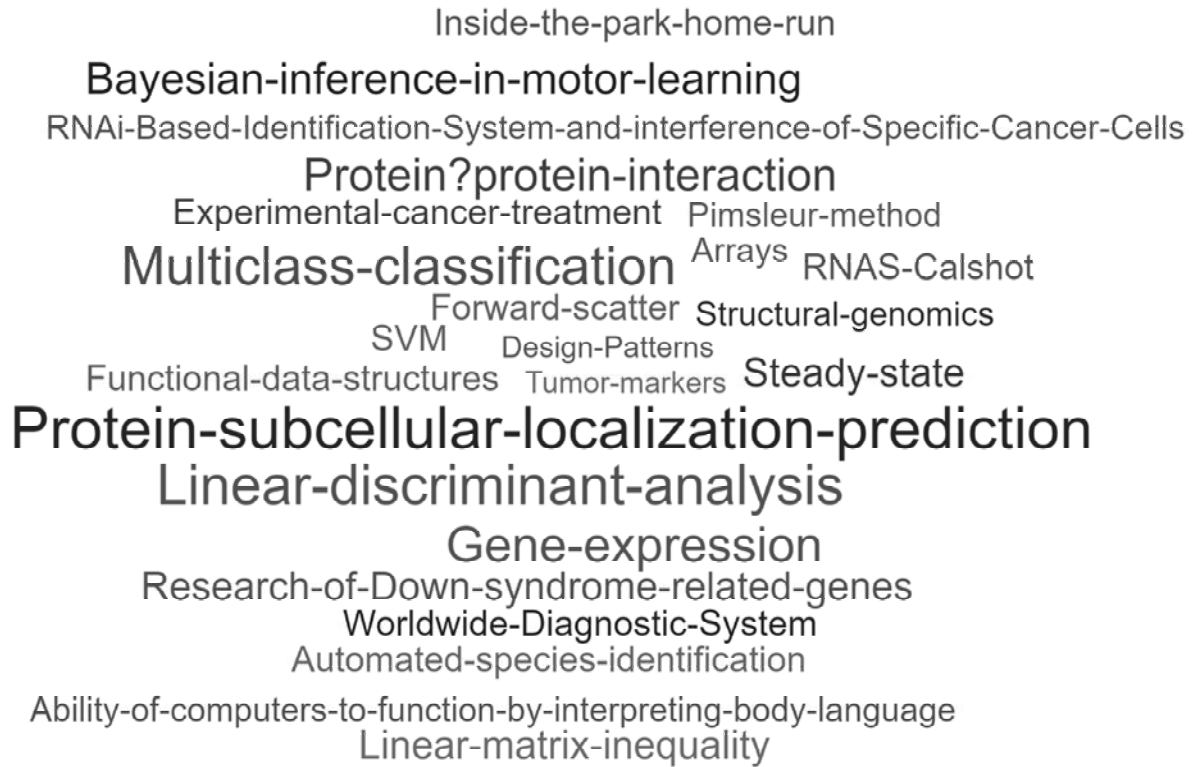 Inside-the-park-home-run
Bayesian-inference-in-motor-learning
RNAi-Based-Identification-System-and-interference-of-Specific-Cancer-Cells
Protein?protein-interaction
Experimental-cancer-treatment Pimsleur-method
Multiclass-classification Arrays RNAS-Calshot
Forward-scatter Structural-genomics
SVM Design-Patterns
Functional-data-structures Tumor-markers Steady-state
Protein-subcellular-localization-prediction
Linear-discriminant-analysis
Gene-expression
Research-of-Down-syndrome-related-genes
Worldwide-Diagnostic-System
Automated-species-identification
Ability-of-computers-to-function-by-interpreting-body-language
Linear-matrix-inequality